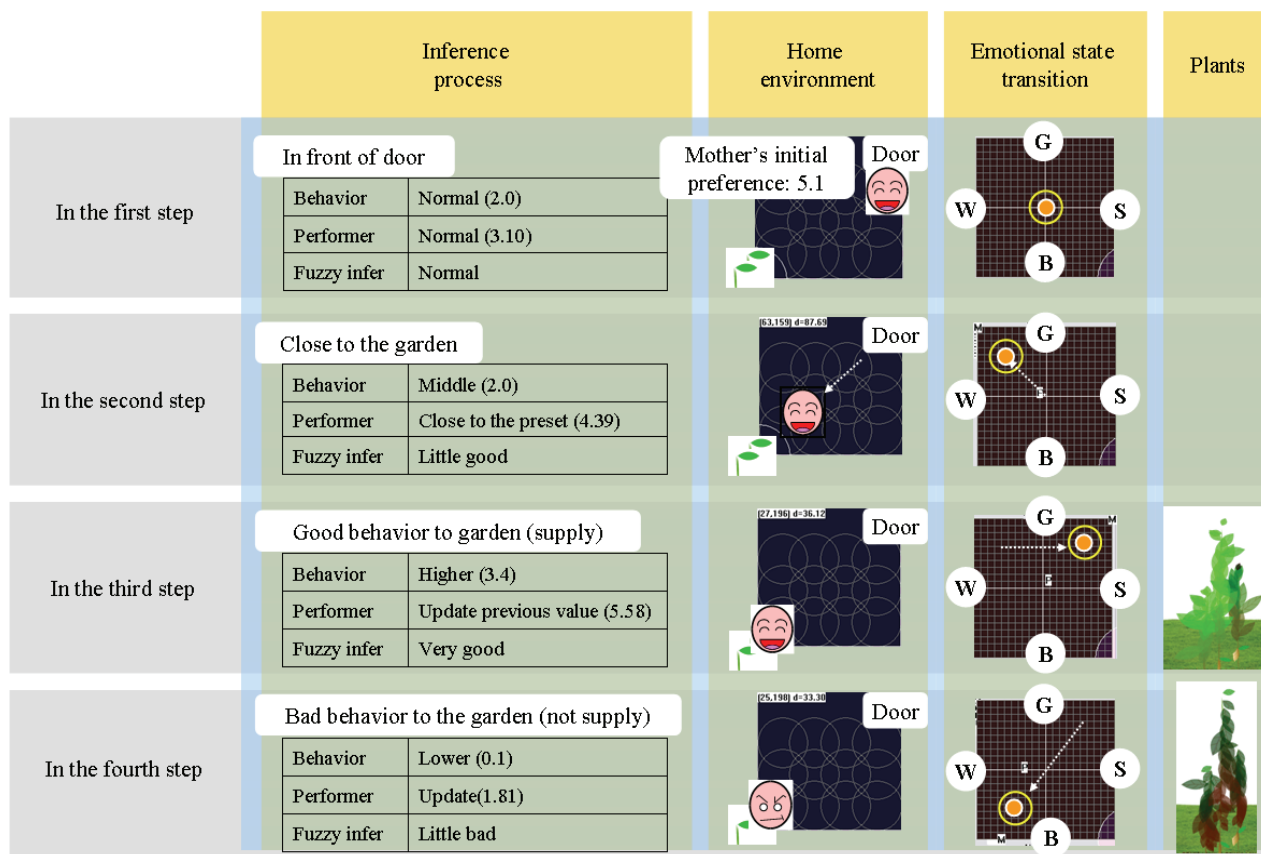 Inference
process
Home
environment
Emotional state
transition
Plants
In the first step
In front of door
Behavior Normal (2.0)
Performer Normal (3.10)
Fuzzy infer Normal
Mother's initial
preference: 5.1
Door
G
W
S
B
In the second step
Close to the garden
Behavior Middle (2.0)
Performer Close to the preset (4.39)
Fuzzy infer Little good
[63,159] d=87.69
Door
M
G
W
S
B
In the third step
Good behavior to garden (supply)
Behavior Higher (3.4)
Performer Update previous value (5.58)
Fuzzy infer Very good
[27,196] d=36.12
Door
G
M
W
S
B
In the fourth step
Bad behavior to the garden (not supply)
Behavior Lower (0.1)
Performer Update(1.81)
Fuzzy infer Little bad
[25,198] d=33.30
Door
G
W
S
B
M